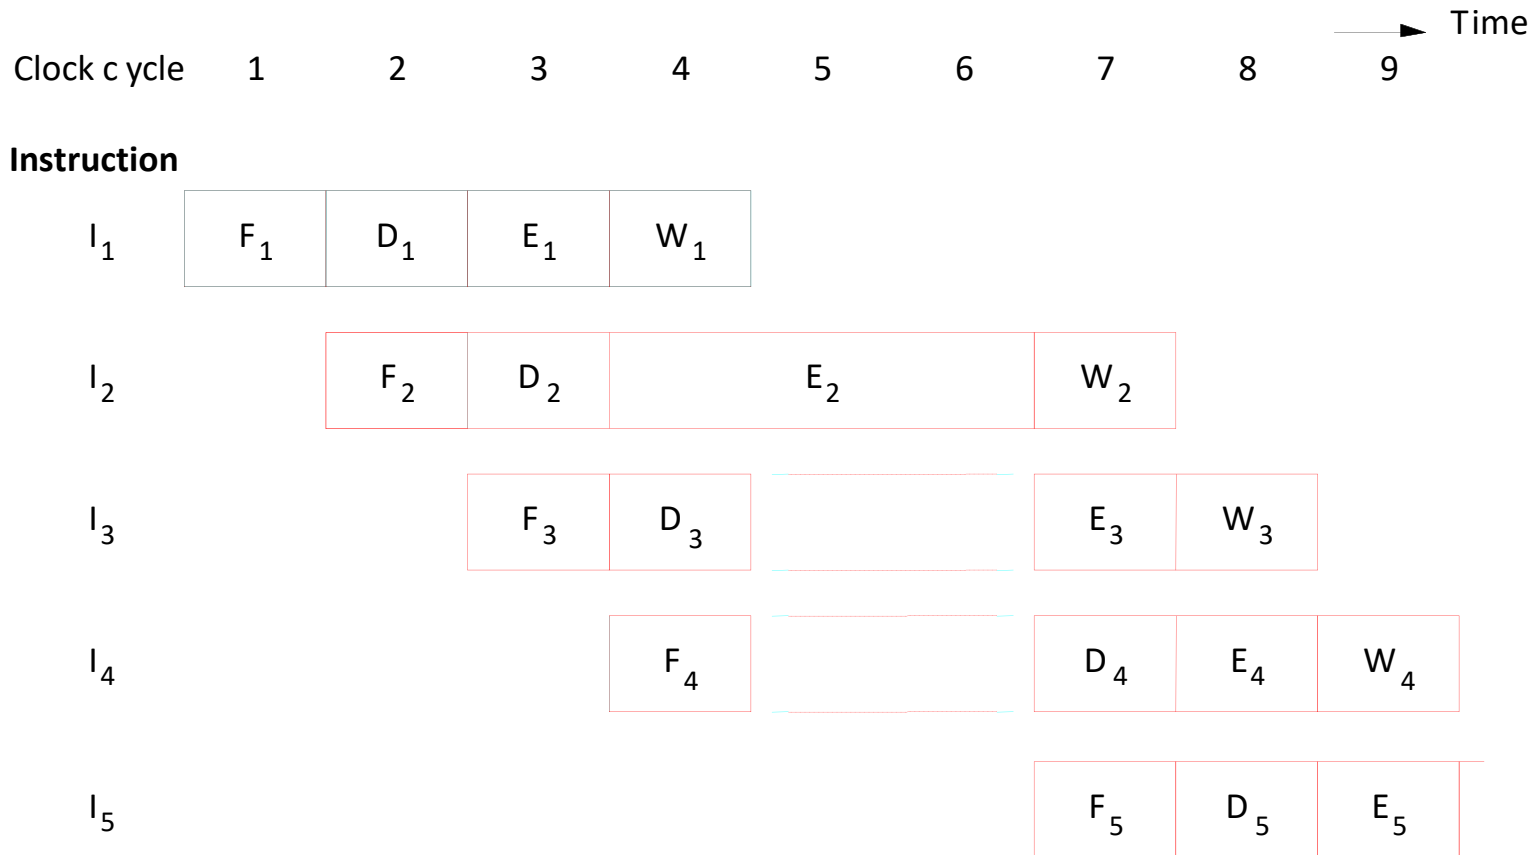 Time
Clock c ycle 1 2 3 4 5 6 7 8 9
Instruction
I1 F1 D1 E1 W1
I2 F2 D2 E2 W2
I3 F3 D3 E3 W3
I4 F4 D4 E4 W4
I5 F5 D5 E5